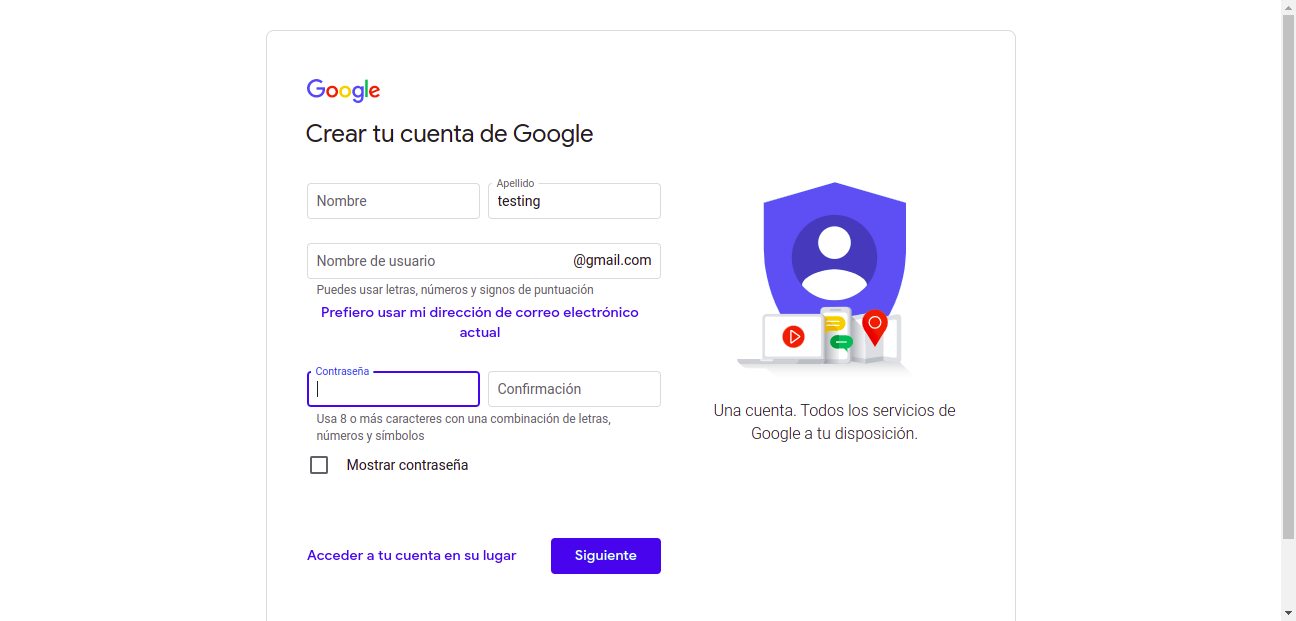 Google
Crear tu cuenta de Google
Nombre
Apellido
testing
Nombre de usuario
@gmail.com
Puedes usar letras, números y signos de puntuación
Prefiero usar mi dirección de correo electrónico
actual
Contraseña
Confirmación
Usa 8 o más caracteres con una combinación de letras,
números y símbolos
Mostrar contraseña
Acceder a tu cuenta en su lugar
Siguiente
Una cuenta. Todos los servicios de
Google a tu disposición.